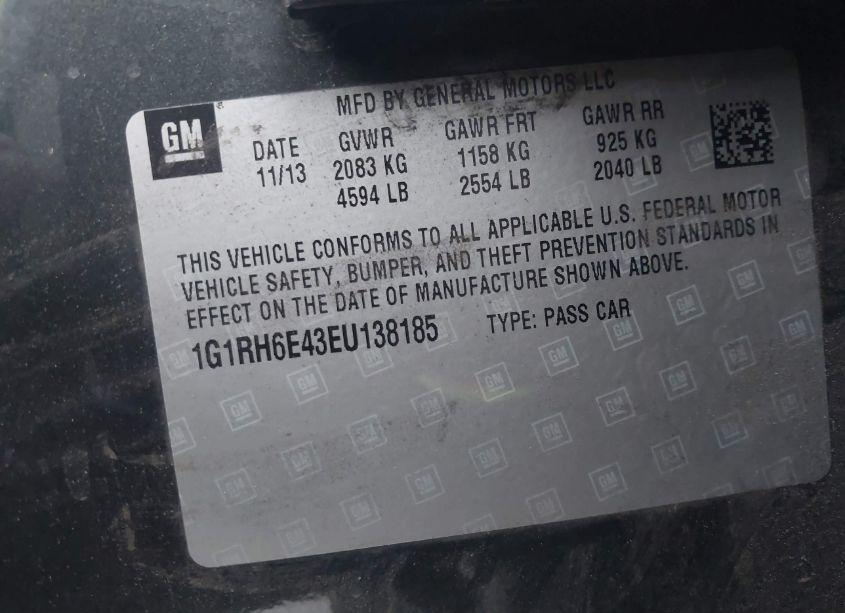 MFD BY GENERAL MOTORS LLC
GM
DATE GVWR GAWR FRT GAWR RR
11/13 2083 KG 1158 KG 925 KG
4594 LB 2554 LB 2040 LB
THIS VEHICLE CONFORMS TO ALL APPLICABLE U.S. FEDERAL MOTOR
VEHICLE SAFETY, BUMPER, AND THEFT PREVENTION STANDARDS IN
EFFECT ON THE DATE OF MANUFACTURE SHOWN ABOVE.
1G1RH6E43EU138185 TYPE: PASS CAR